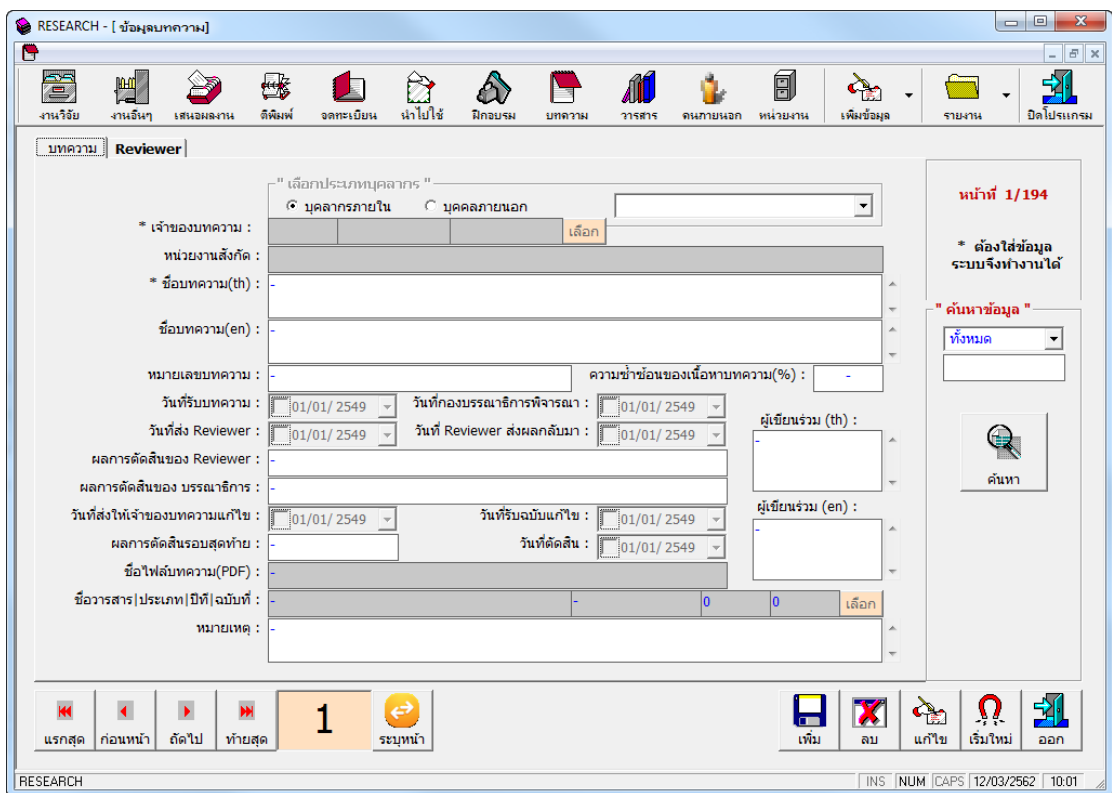 RESEARCH - [ ข้อมูลบทความ]
งานวิจัย งานอื่นๆ เสนอผลงาน ตีพิมพ์ จดทะเบียน นำไปใช้ ฝึกอบรม บทความ วารสาร คนภายนอก หน่วยงาน เพิ่มข้อมูล รายงาน ปิดโปรแกรม
บทความ Reviewer
" เลือกประเภทบุคลากร "
บุคลากรภายใน บุคคลภายนอก
* เจ้าของบทความ : เลือก
หน่วยงานสังกัด :
* ชื่อบทความ(th) : -
ชื่อบทความ(en) : -
หมายเลขบทความ : - ความซ้ำซ้อนของเนื้อหาบทความ(%) : -
วันที่รับบทความ : 01/01/ 2549 วันที่กองบรรณาธิการพิจารณา : 01/01/ 2549
วันที่ส่ง Reviewer : 01/01/ 2549 วันที่ Reviewer ส่งผลกลับมา : 01/01/ 2549
ผู้เขียนร่วม (th) :
-
ผลการตัดสินของ Reviewer : -
ผลการตัดสินของ บรรณาธิการ : -
วันที่ส่งให้เจ้าของบทความแก้ไข : 01/01/ 2549 วันที่รับฉบับแก้ไข : 01/01/ 2549
ผู้เขียนร่วม (en) :
-
ผลการตัดสินรอบสุดท้าย : - วันที่ตัดสิน : 01/01/ 2549
ชื่อไฟล์บทความ(PDF) : -
ชื่อวารสาร|ประเภท|ปีที่|ฉบับที่ : - - 0 0 เลือก
หมายเหตุ : -
หน้าที่ 1/194
* ต้องใส่ข้อมูล
ระบบจึงทำงานได้
" ค้นหาข้อมูล "
ทั้งหมด
ค้นหา
แรกสุด ก่อนหน้า ถัดไป ท้ายสุด 1 ระบุหน้า เพิ่ม ลบ แก้ไข เริ่มใหม่ ออก
RESEARCH INS NUM CAPS 12/03/2562 10:01